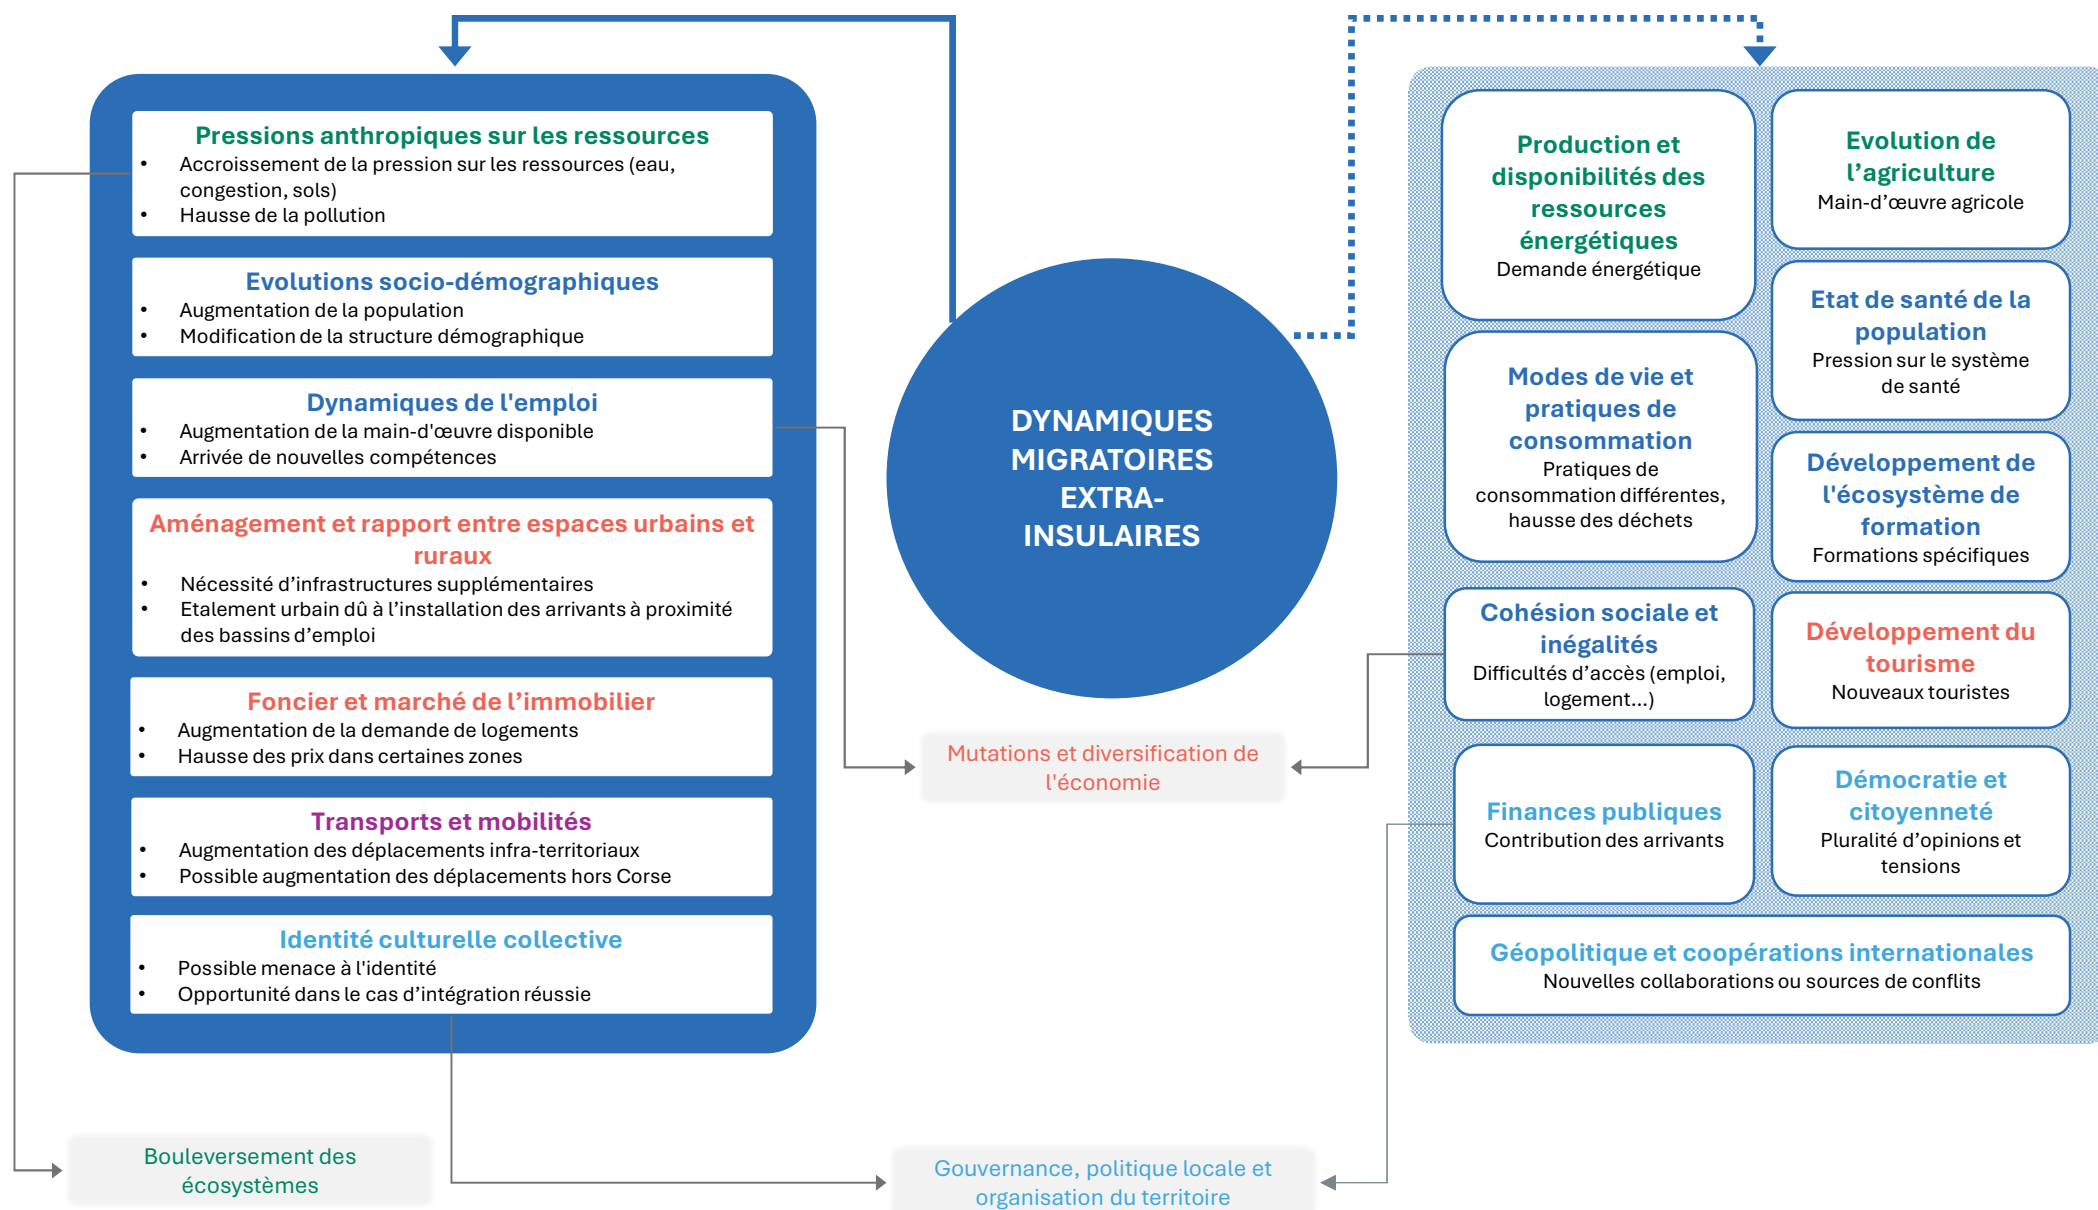 Pressions anthropiques sur les ressources
• Accroissement de la pression sur les ressources (eau,
congestion, sols)
• Hausse de la pollution
Evolutions socio-démographiques
• Augmentation de la population
• Modification de la structure démographique
Dynamiques de l'emploi
• Augmentation de la main-d'œuvre disponible
• Arrivée de nouvelles compétences
Aménagement et rapport entre espaces urbains et
ruraux
• Nécessité d’infrastructures supplémentaires
• Etalement urbain dû à l’installation des arrivants à proximité
des bassins d’emploi
Foncier et marché de l’immobilier
• Augmentation de la demande de logements
• Hausse des prix dans certaines zones
Transports et mobilités
• Augmentation des déplacements infra-territoriaux
• Possible augmentation des déplacements hors Corse
Identité culturelle collective
• Possible menace à l'identité
• Opportunité dans le cas d’intégration réussie
DYNAMIQUES
MIGRATOIRES
EXTRA-
INSULAIRES
Mutations et diversification de
l'économie
Production et
disponibilités des
ressources
énergétiques
Demande énergétique
Evolution de
l’agriculture
Main-d’œuvre agricole
Etat de santé de la
population
Pression sur le système
de santé
Modes de vie et
pratiques de
consommation
Pratiques de
consommation différentes,
hausse des déchets
Développement de
l'écosystème de
formation
Formations spécifiques
Cohésion sociale et
inégalités
Difficultés d’accès (emploi,
logement...)
Développement du
tourisme
Nouveaux touristes
Finances publiques
Contribution des arrivants
Démocratie et
citoyenneté
Pluralité d’opinions et
tensions
Géopolitique et coopérations internationales
Nouvelles collaborations ou sources de conflits
Bouleversement des
écosystèmes
Gouvernance, politique locale et
organisation du territoire